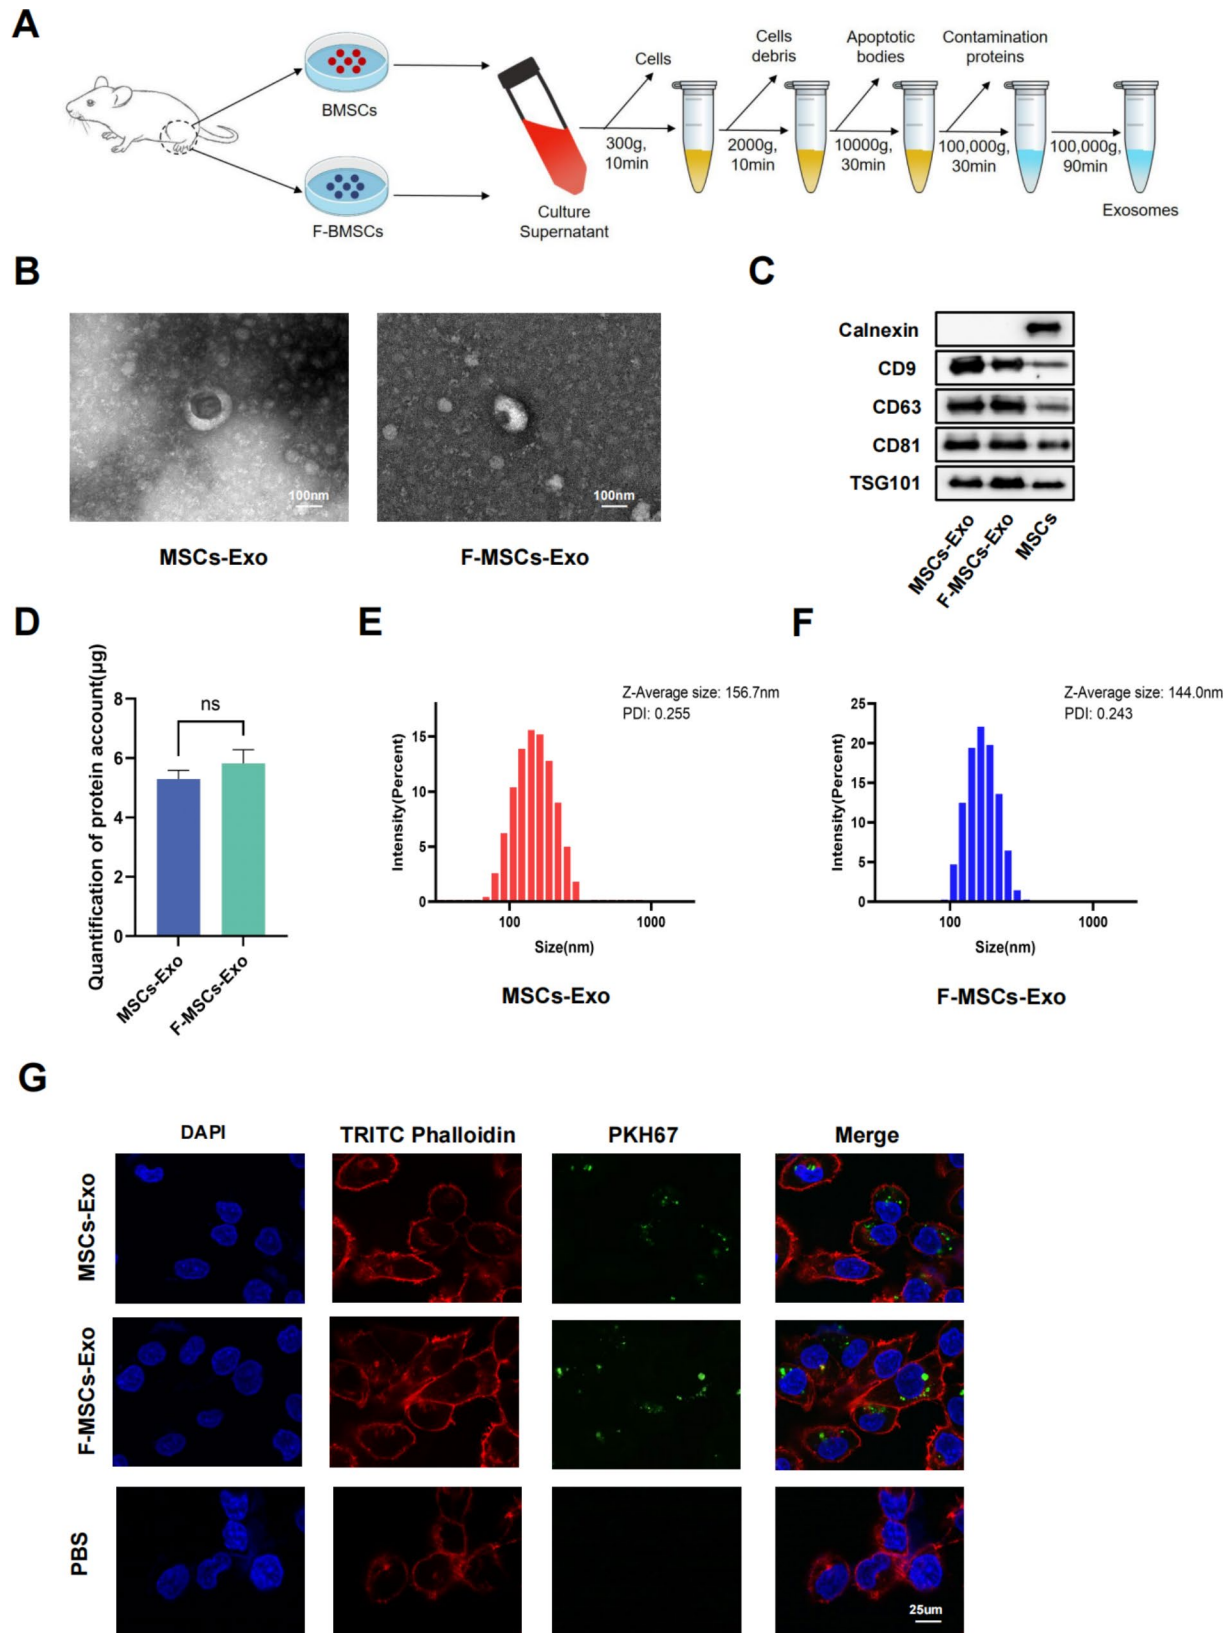 A
BMSCs
F-BMSCs
Culture
Supernatant
Cells
300g,
10min
Cells
debris
2000g,
10min
Apoptotic
bodies
10000g,
30min
Contamination
proteins
100,000g,
30min
100,000g,
90min
Exosomes
B
100nm
MSCs-Exo
100nm
F-MSCs-Exo
C
Calnexin
CD9
CD63
CD81
TSG101
MSCs-Exo
F-MSCs-Exo
MSCs
D
Quantification of protein account(μg)
8
6
4
2
0
ns
MSCs-Exo
F-MSCs-Exo
E
Z-Average size: 156.7nm
PDI: 0.255
Intensity(Percent)
15
10
5
0
100
1000
Size(nm)
MSCs-Exo
F
Z-Average size: 144.0nm
PDI: 0.243
Intensity(Percent)
25
20
15
10
5
0
100
1000
Size(nm)
F-MSCs-Exo
G
DAPI
TRITC Phalloidin
PKH67
Merge
MSCs-Exo
F-MSCs-Exo
PBS
25um